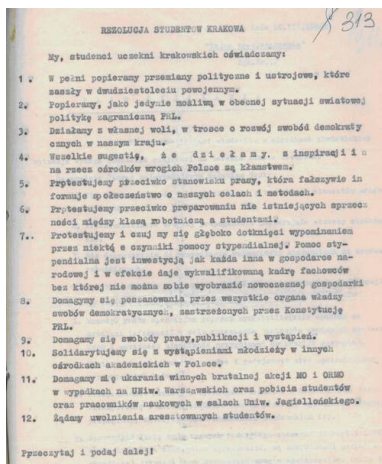 313
REZOLUCJA STUDENTÓW KRAKOWA
My, studenci uczelni krakowskich oświadczamy:
1. W pełni popieramy przemiany polityczne i ustrojowe, które
zaszły w dwudziestoleciu powojennym.
2. Popieramy, jako jedynie możliwą w obecnej sytuacji światowej
politykę zagraniczną PRL.
3. Działamy z własnej woli, w trosce o rozwój swobód demokraty
cznych w naszym kraju.
4. Wszelkie sugestię, że działamy z inspiracji i n
na rzecz ośrodków wrogich Polsce są kłamstwem.
5. Protestujemy przeciwko stanowisku prasy, która fałszywie in
formuje społeczeństwo o naszych celach i metodach.
6. Protestujemy przeciwko preparowaniu nie istniejących sprzecz
ności między klasą robotniczą a studentami.
7. Protestujemy i czuj my się głęboko dotknięci wypominaniem
przez niektó e czynniki pomocy stypendialnej. Pomoc sty-
pendialna jest inwestycją jak każda inna w gospodarce na-
rodowej i w efekcie daje wykwalifikowaną kadrę fachowców
bez której nie można sobie wyobrazić nowoczesnej gospodarki
8. Domagamy się poszanowania przez wszystkie organa władzy
swobów demokratycznych, zastrzeżonych przez Konstytucję
PRL.
9. Domagamy się swobody prasy, publikacji i wystąpień.
10. Solidaryzujemy się z wystąpieniami młodzieży w innych
ośrodkach akademickich w Polsce.
11. Domagamy się ukarania winnych brutalnej akcji MO i ORMO
w wypadkach na UNiw. Warszawskich oraz pobicia studentów
oraz pracowników naukowych w salach Uniw. Jagiellońskiego.
12. Żądamy uwolnienia aresztowanych studentów.
Przeczytaj i podaj dalej!